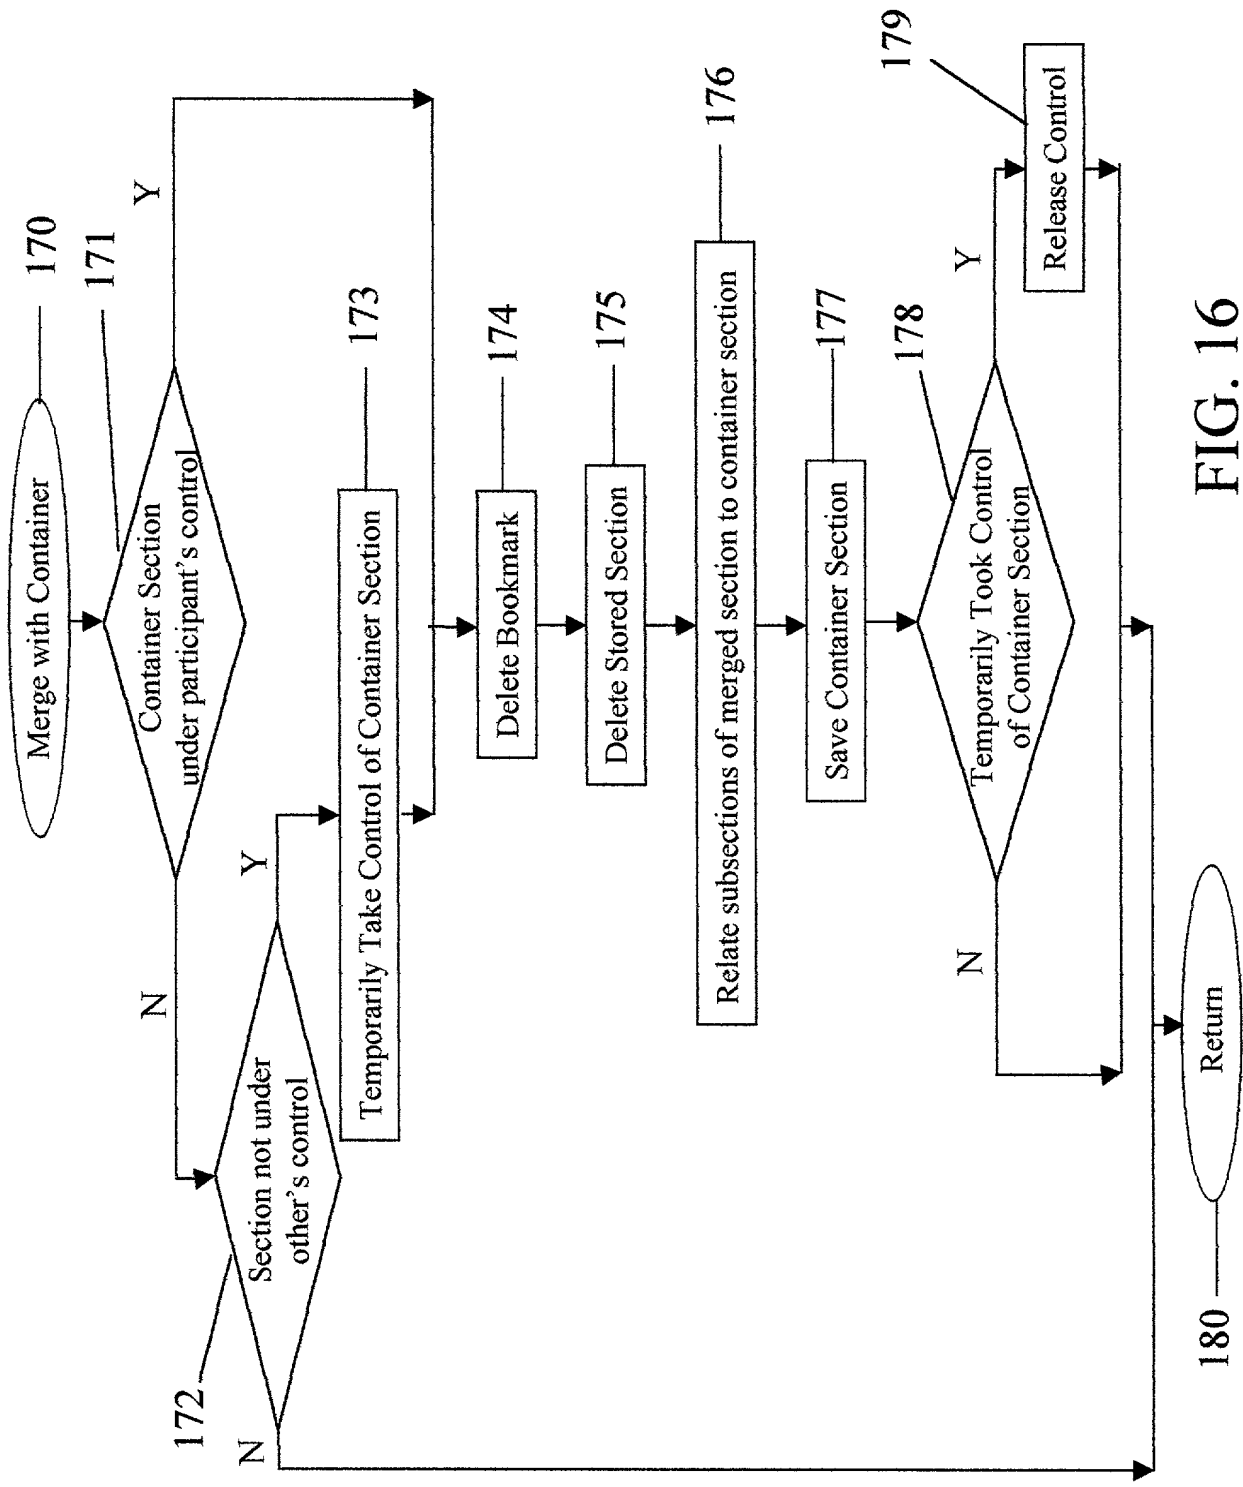 Merge with Container
170
171
Container Section
under participant's control
Y
N
172
Section not under
other's control
Y
N
173
Temporarily Take Control of Container Section
174
Delete Bookmark
175
Delete Stored Section
176
Relate subsections of merged section to container section
177
Save Container Section
178
Temporarily Took Control
of Container Section
Y
N
179
Release Control
Return
180
FIG. 16